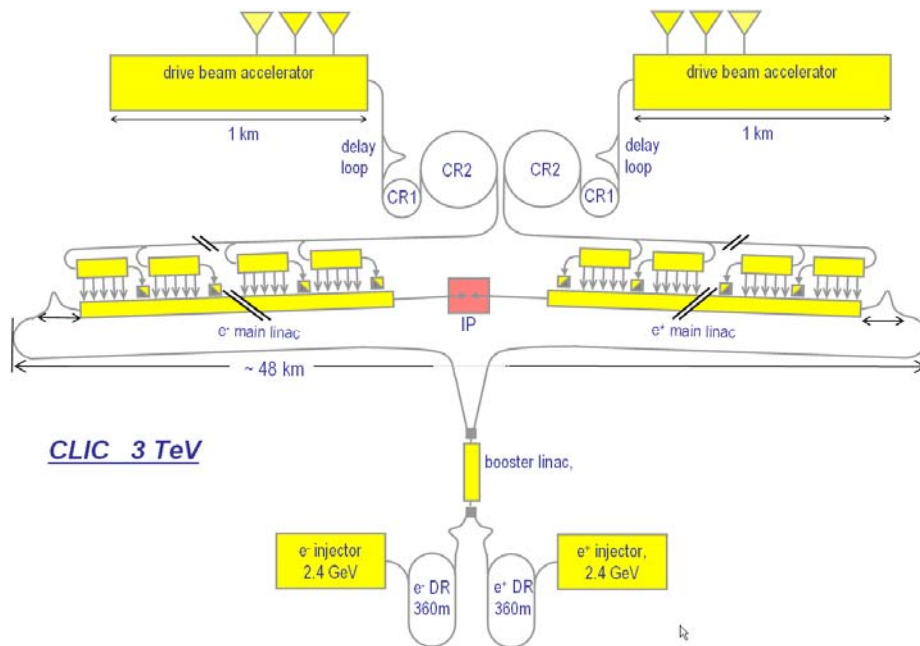 drive beam accelerator
drive beam accelerator
1 km
1 km
delay
loop
delay
loop
CR1
CR2
CR2
CR1
IP
e- main linac
e+ main linac
~ 48 km
CLIC 3 TeV
booster linac,
e- injector
2.4 GeV
e- DR
360m
e+ DR
360m
e+ injector,
2.4 GeV